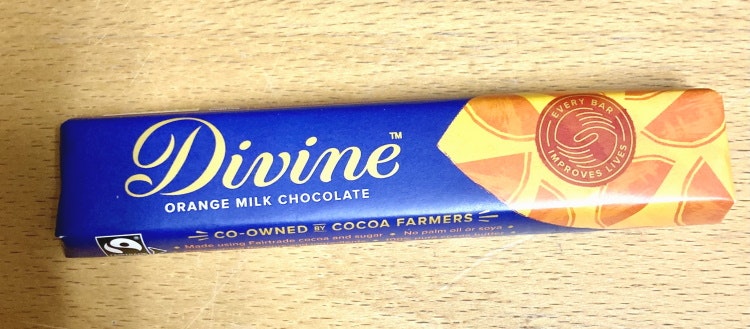 Divine™
ORANGE MILK CHOCOLATE
CO-OWNED BY COCOA FARMERS
• Made using Fairtrade cocoa and sugar • No palm oil or soya •
EVERY BAR
IMPROVES LIVES